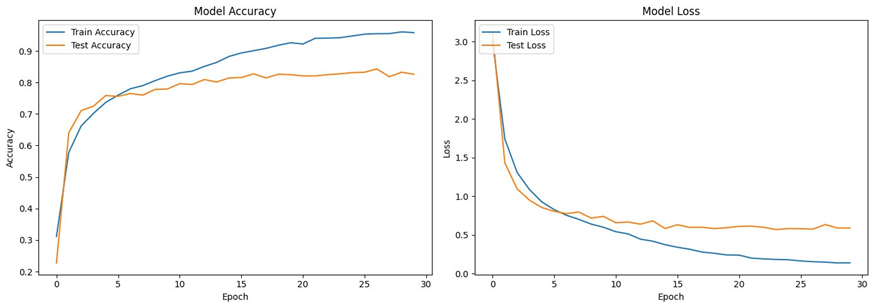 Model Accuracy
Train Accuracy
Test Accuracy
0.9
0.8
0.7
0.6
0.5
0.4
0.3
0.2
Accuracy
0 5 10 15 20 25 30
Epoch
Model Loss
Train Loss
Test Loss
3.0
2.5
2.0
1.5
1.0
0.5
0.0
Loss
0 5 10 15 20 25 30
Epoch